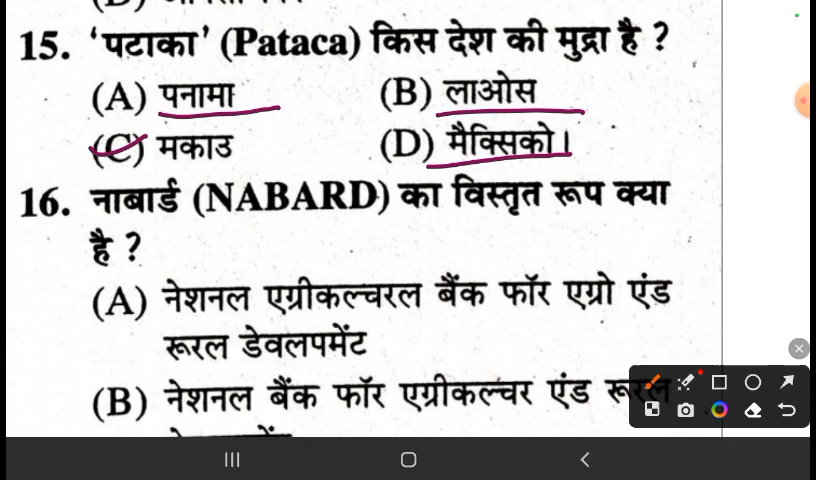 15. 'पटाका' (Pataca) किस देश की मुद्रा है ?
(A) पनामा (B) लाओस
(C) मकाउ (D) मैक्सिको।
16. नाबार्ड (NABARD) का विस्तृत रूप क्या
है ?
(A) नेशनल एग्रीकल्चरल बैंक फॉर एग्रो एंड
रूरल डेवलपमेंट
(B) नेशनल बैंक फॉर एग्रीकल्चर एंड रूरल